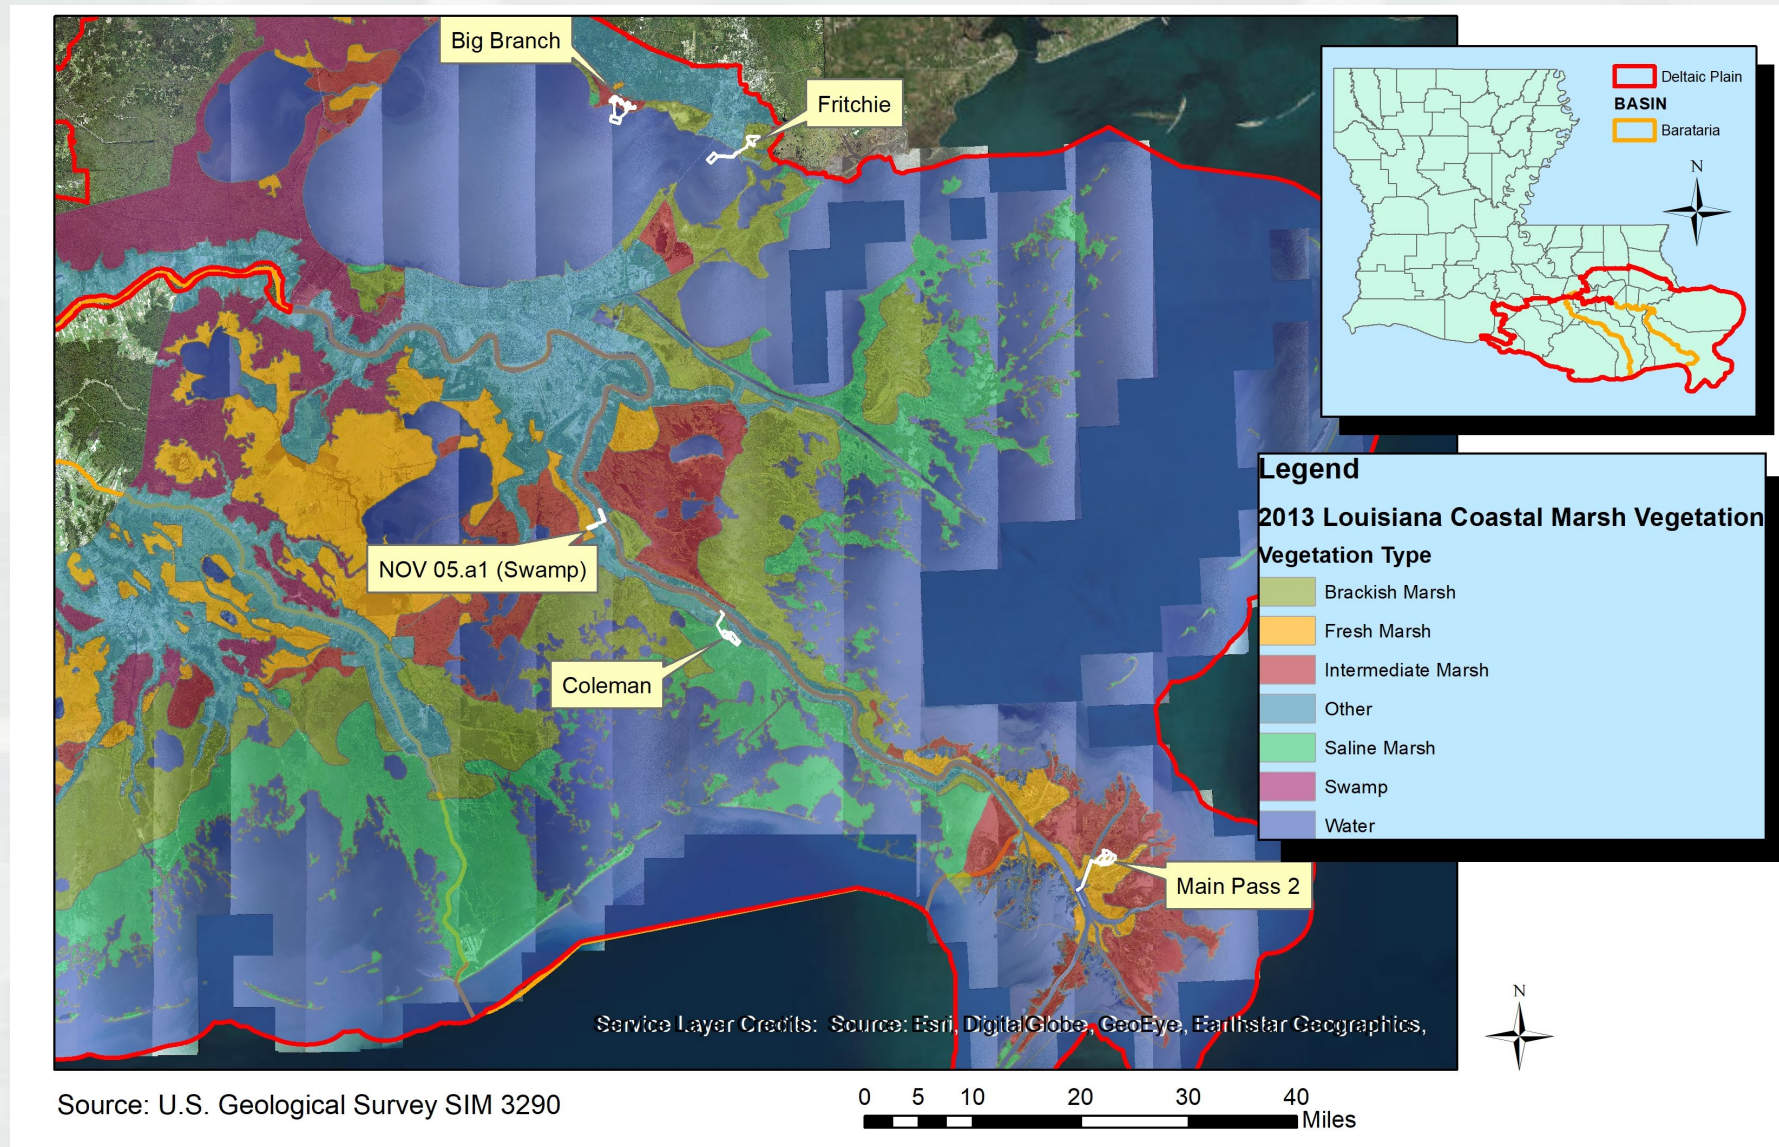 Big Branch
Fritchie
NOV 05.a1 (Swamp)
Coleman
Main Pass 2
Service Layer Credits: Source: Esri, DigitalGlobe, GeoEye, Earthstar Geographics,
Deltaic Plain
BASIN
Barataria
N
Legend
2013 Louisiana Coastal Marsh Vegetation
Vegetation Type
Brackish Marsh
Fresh Marsh
Intermediate Marsh
Other
Saline Marsh
Swamp
Water
N
Source: U.S. Geological Survey SIM 3290
0 5 10 20 30 40
Miles